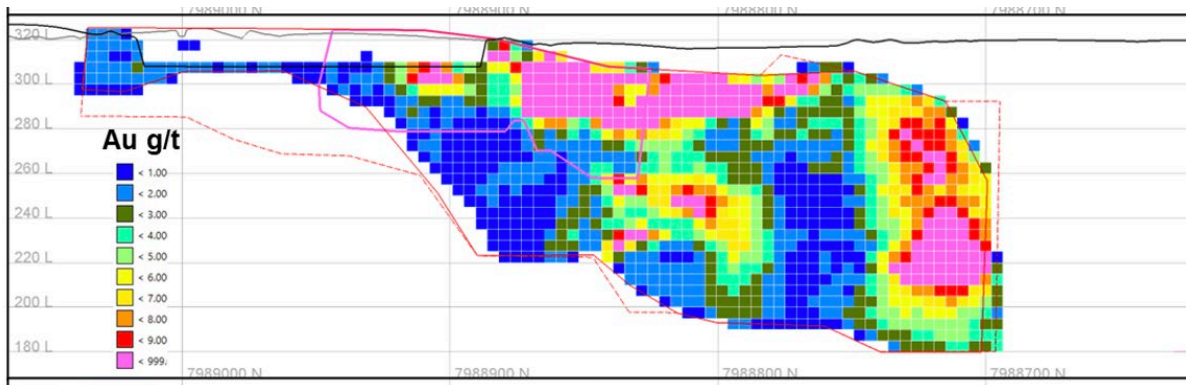 7989000 N 7988900 N 7988800 N 7988700 N
320 L
300 L
280 L
Au g/t
260 L
< 1.00
< 2.00
240 L
< 3.00
< 4.00
220 L
< 5.00
< 6.00
200 L
< 7.00
< 8.00
180 L
< 9.00
< 999.
7989000 N 7988900 N 7988800 N 7988700 N